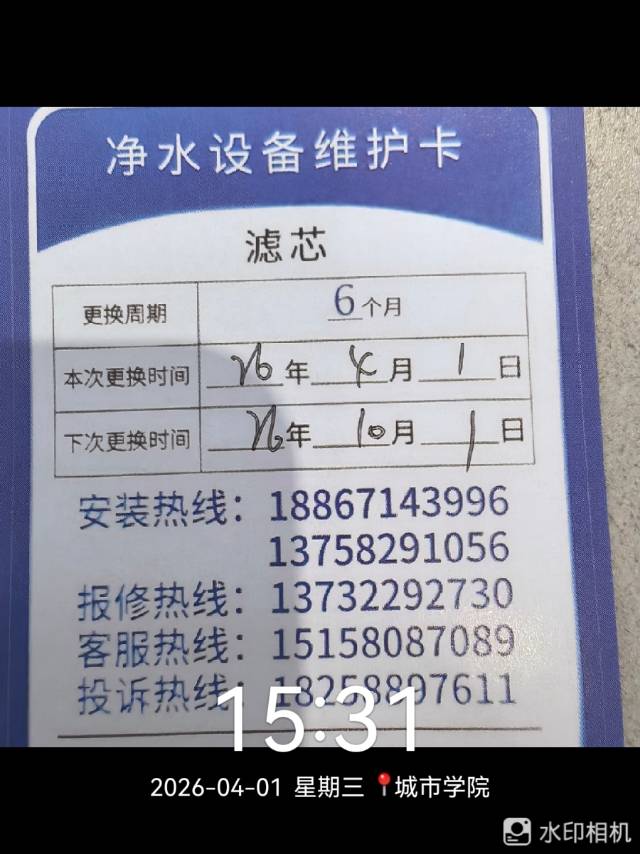 净水设备维护卡
滤芯
更换周期 6个月
本次更换时间 26年 4月 1日
下次更换时间 26年 10月 1日
安装热线：18867143996
13758291056
报修热线：13732292730
客服热线：15158087089
投诉热线：18258897611
15:31
2026-04-01 星期三 📍城市学院
水印相机